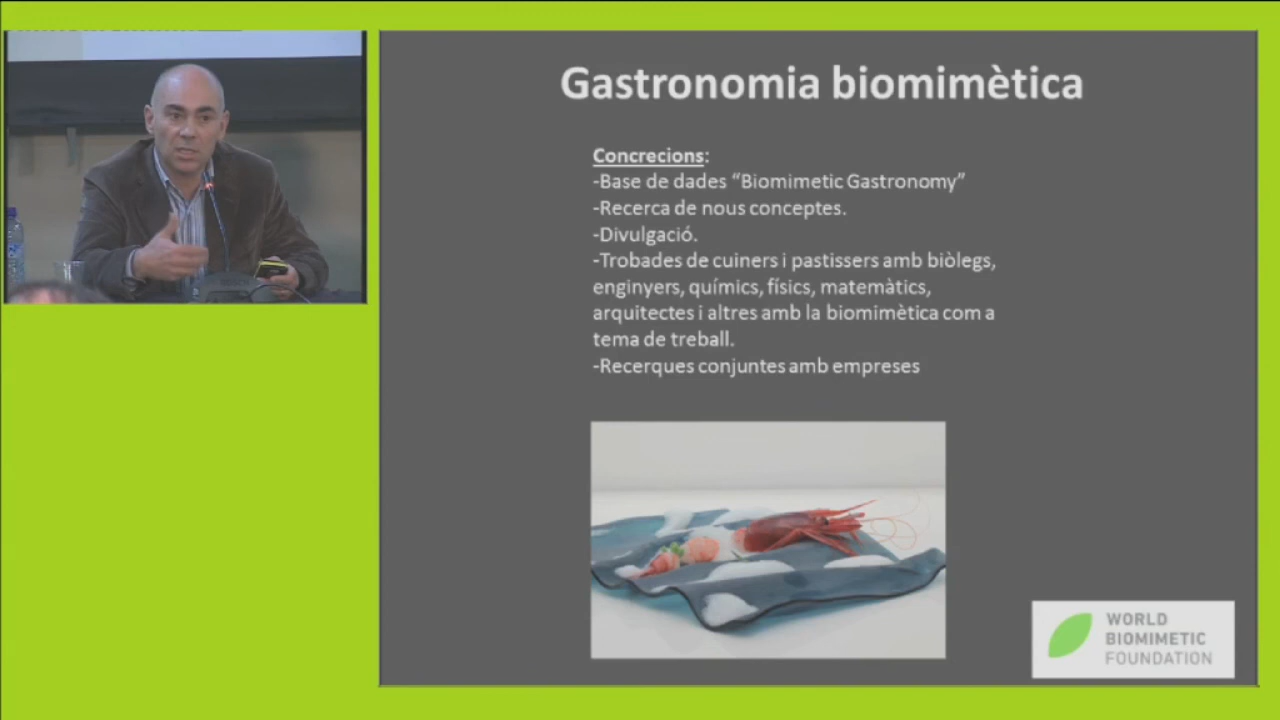 Gastronomia biomimètica
Concrecions:
-Base de dades “Biomimetic Gastronomy”
-Recerca de nous conceptes.
-Divulgació.
-Trobades de cuiners i pastissers amb biòlegs,
enginyers, químics, físics, matemàtics,
arquitectes i altres amb la biomimètica com a
tema de treball.
-Recerques conjuntes amb empreses
WORLD
BIOMIMETIC
FOUNDATION